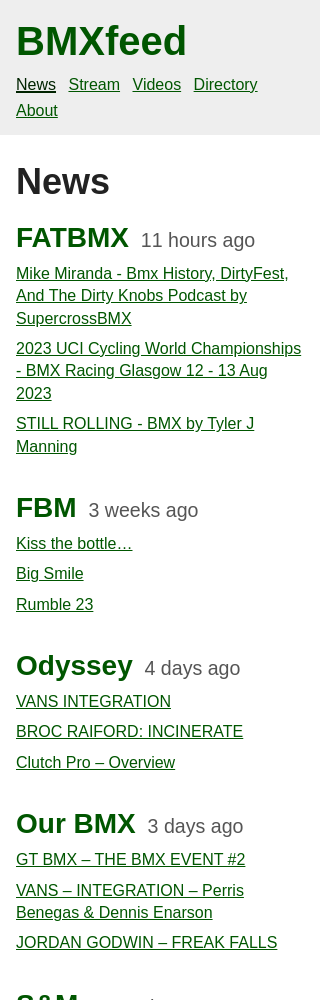 BMXfeed
News Stream Videos Directory
About
News
FATBMX 11 hours ago
Mike Miranda - Bmx History, DirtyFest,
And The Dirty Knobs Podcast by
SupercrossBMX
2023 UCI Cycling World Championships
- BMX Racing Glasgow 12 - 13 Aug
2023
STILL ROLLING - BMX by Tyler J
Manning
FBM 3 weeks ago
Kiss the bottle…
Big Smile
Rumble 23
Odyssey 4 days ago
VANS INTEGRATION
BROC RAIFORD: INCINERATE
Clutch Pro – Overview
Our BMX 3 days ago
GT BMX – THE BMX EVENT #2
VANS – INTEGRATION – Perris
Benegas & Dennis Enarson
JORDAN GODWIN – FREAK FALLS
S&M